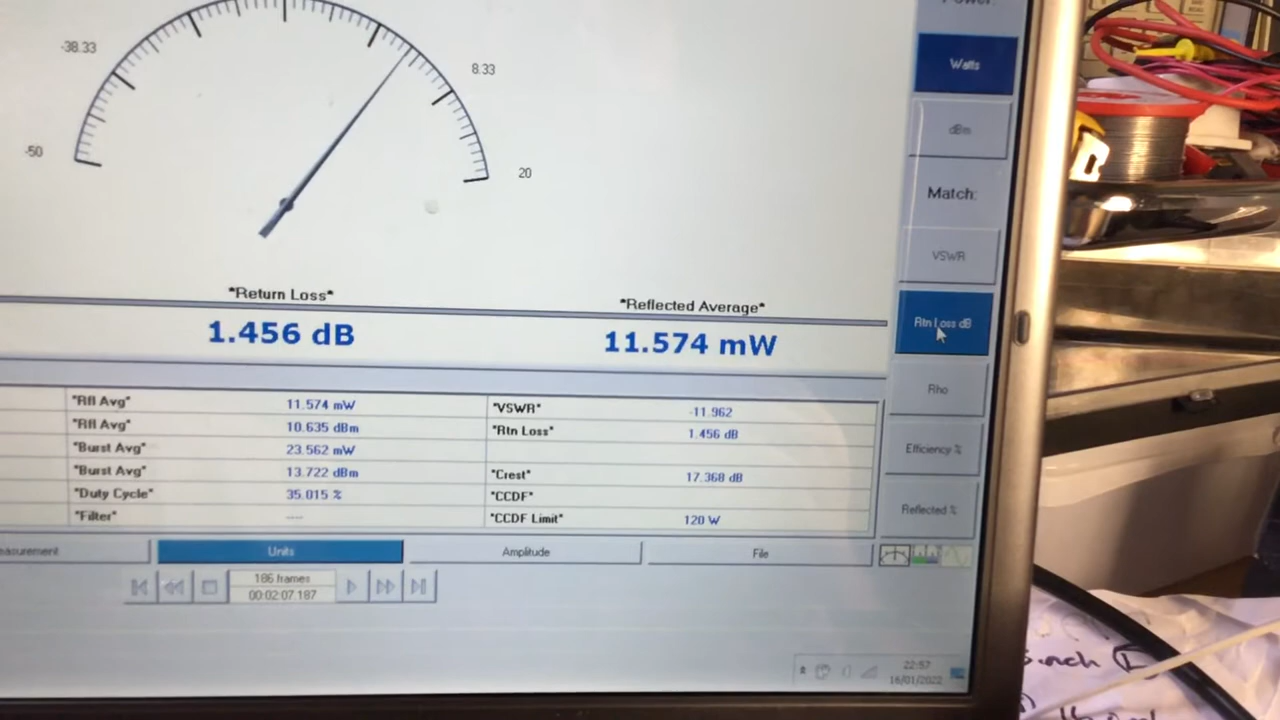 Power:
-38.33
8.33
-50
20
Watts
dBm
Match:
VSWR
Rtn Loss dB
Rho
Efficiency %
Reflected %
"Return Loss"
"Reflected Average"
1.456 dB
11.574 mW
"Rfl Avg" 11.574 mW "VSWR" -11.962
"Rfl Avg" 10.635 dBm "Rtn Loss" 1.456 dB
"Burst Avg" 23.562 mW
"Burst Avg" 13.722 dBm "Crest" 17.368 dB
"Duty Cycle" 35.015 % "CCDF"
"Filter" ---- "CCDF Limit" 120 W
Units Amplitude File
186 frames
00:02:07.187
22:57
16/01/2022